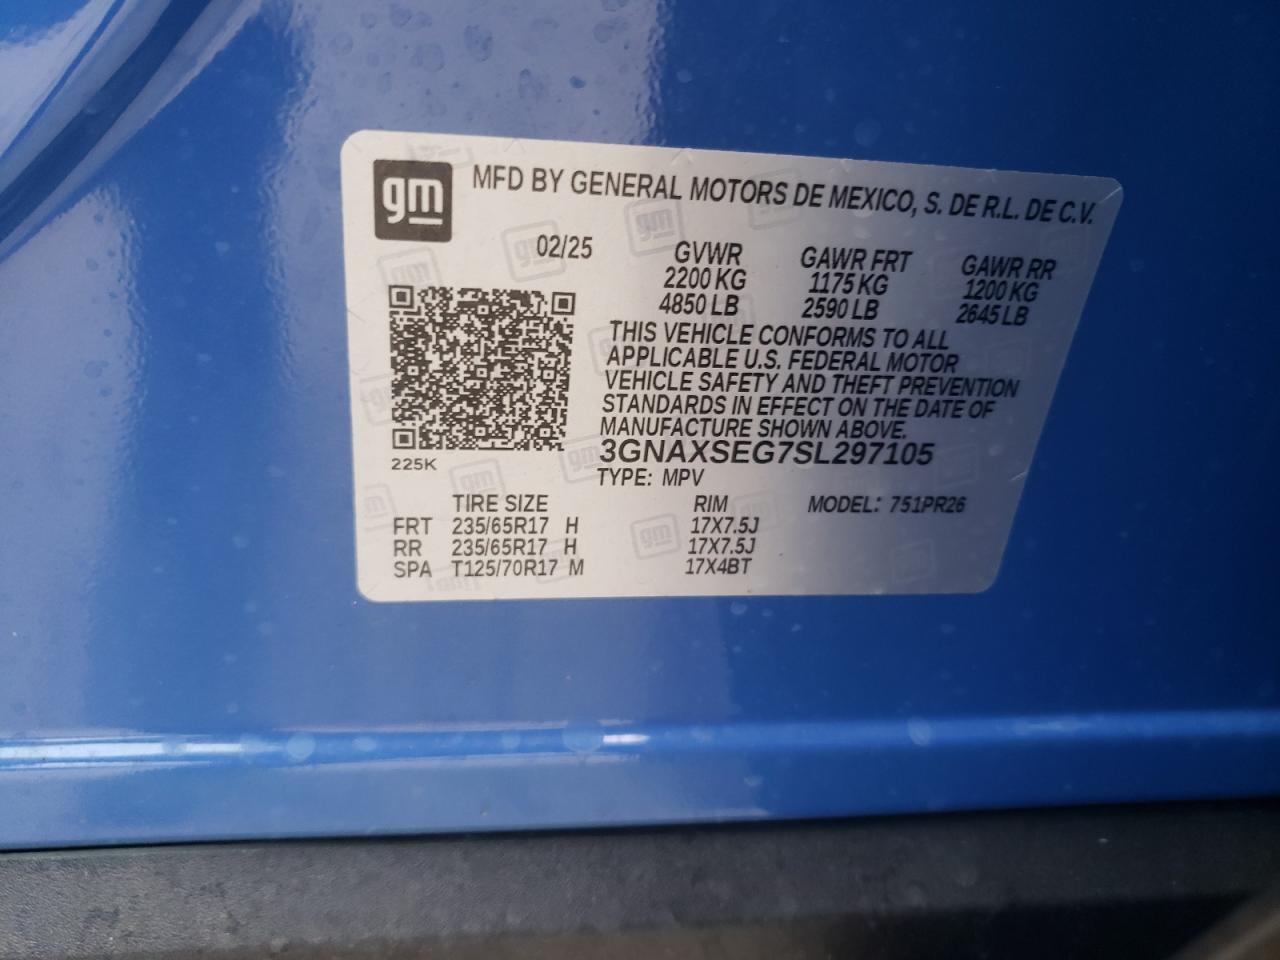 gm MFD BY GENERAL MOTORS DE MEXICO, S. DE R.L. DE C.V.
02/25 GVWR GAWR FRT GAWR RR
2200 KG 1175 KG 1200 KG
4850 LB 2590 LB 2645 LB
THIS VEHICLE CONFORMS TO ALL
APPLICABLE U.S. FEDERAL MOTOR
VEHICLE SAFETY AND THEFT PREVENTION
STANDARDS IN EFFECT ON THE DATE OF
MANUFACTURE SHOWN ABOVE.
3GNAXSEG7SL297105
225K TYPE: MPV
TIRE SIZE RIM MODEL: 751PR26
FRT 235/65R17 H 17X7.5J
RR 235/65R17 H 17X7.5J
SPA T125/70R17 M 17X4BT